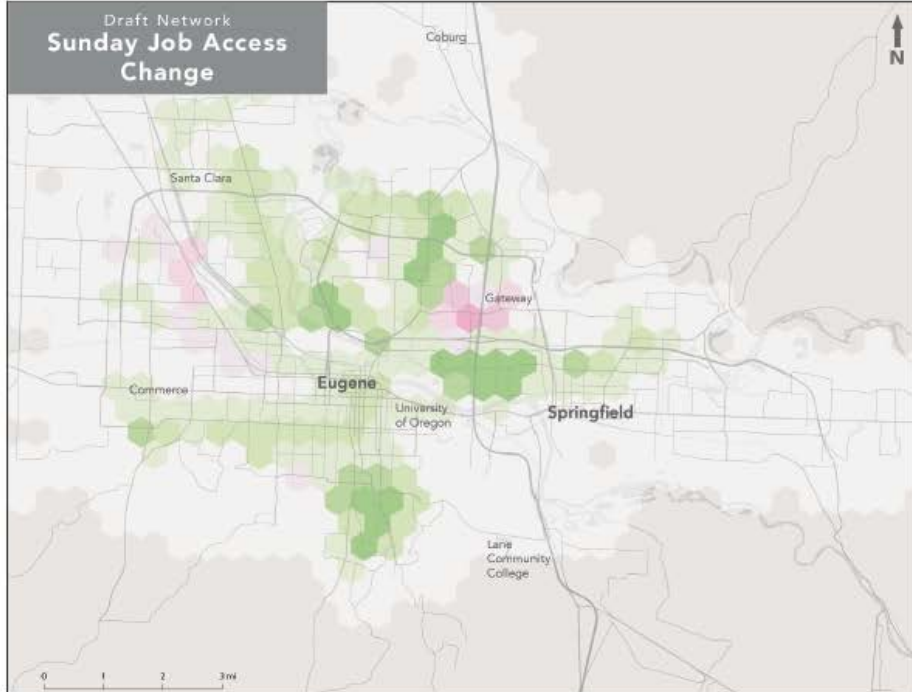 Draft Network
Sunday Job Access
Change
N
Coburg
Santa Clara
Gateway
Commerce
Eugene
University
of Oregon
Springfield
Lane
Community
College
0 1 2 3 mi